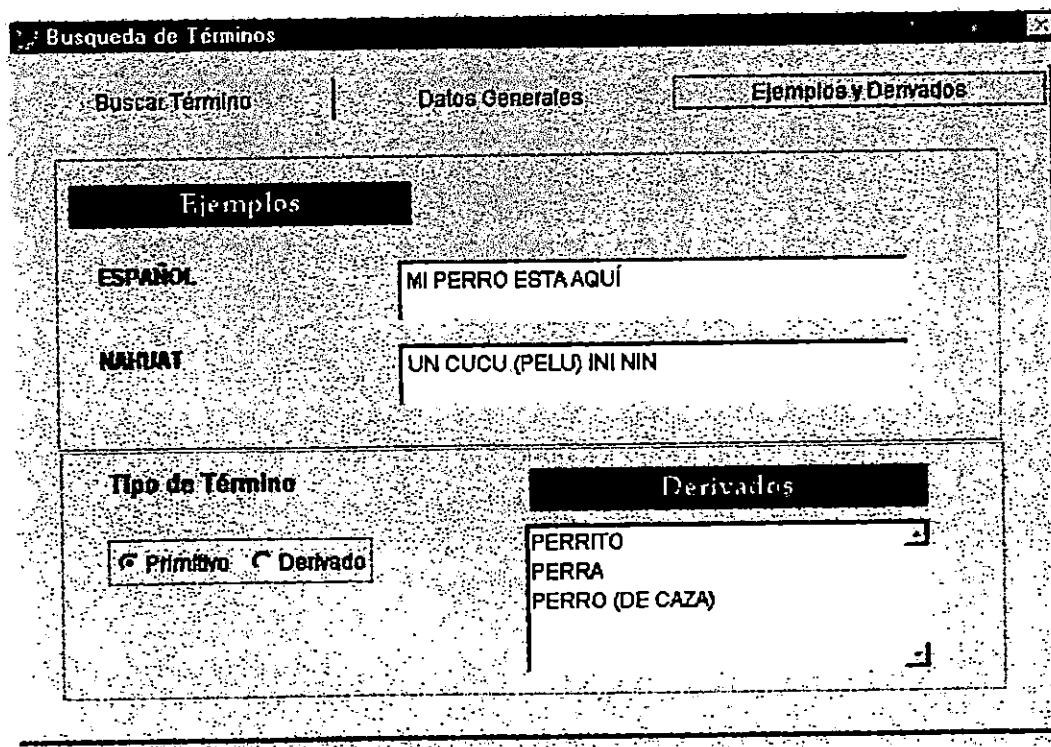 Busqueda de Términos
Buscar Término
Datos Generales
Ejemplos y Derivados
Ejemplos
ESPAÑOL
MI PERRO ESTA AQUÍ
NAHUAT
UN CUCU (PELU) INI NIN
Tipo de Término
Derivados
Primitivo
Derivado
PERRITO
PERRA
PERRO (DE CAZA)